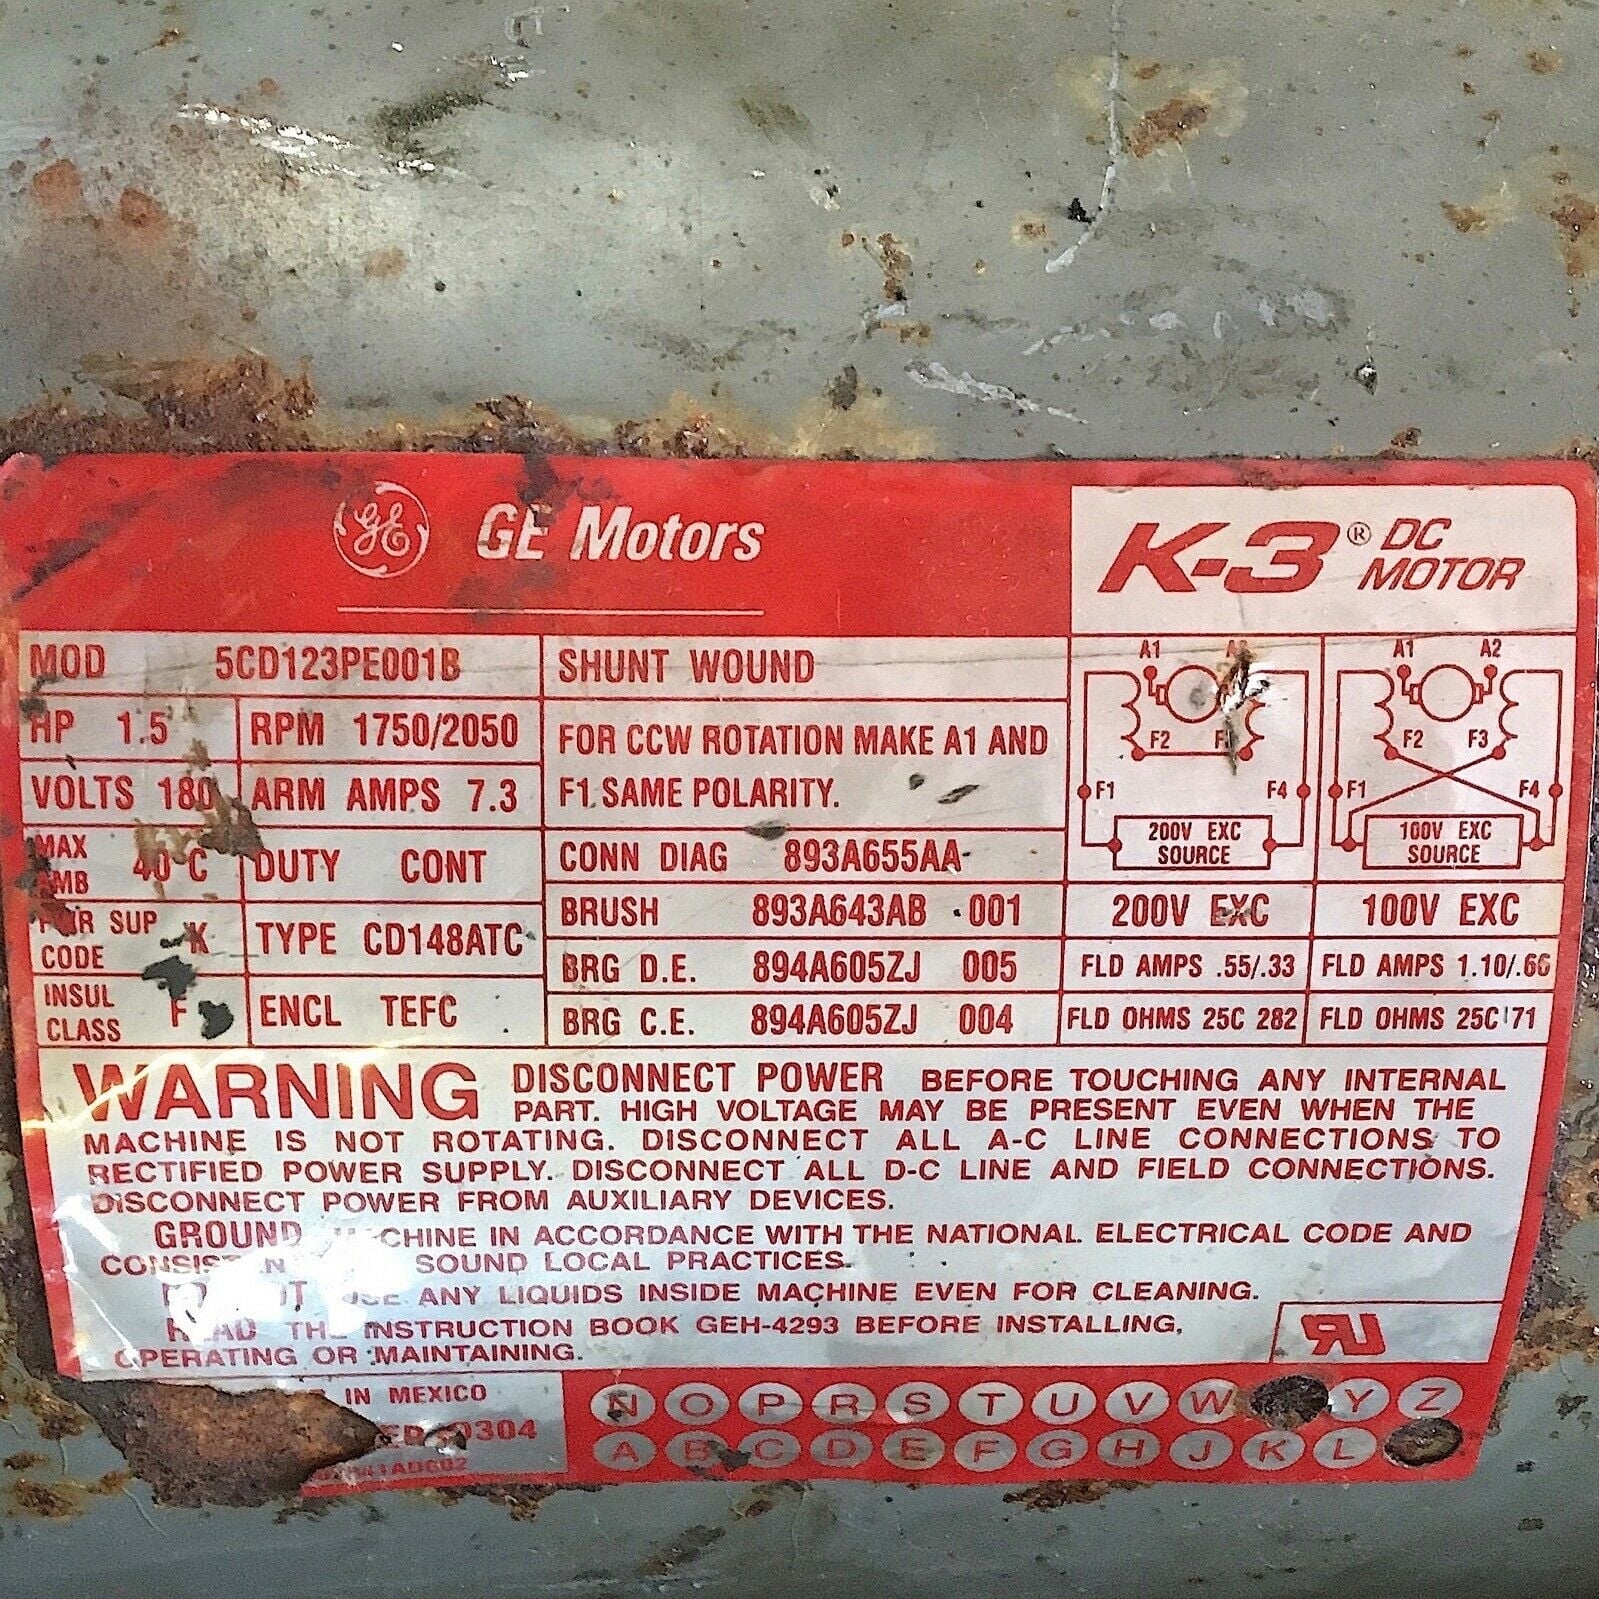 GE GE Motors
K-3® DC MOTOR
MOD 5CD123PE001B
SHUNT WOUND
HP 1.5 RPM 1750/2050
FOR CCW ROTATION MAKE A1 AND
F1 SAME POLARITY.
VOLTS 180 ARM AMPS 7.3
MAX AMB 40°C DUTY CONT
CONN DIAG 893A655AA
PWR SUP CODE K TYPE CD148ATC
BRUSH 893A643AB 001
BRG D.E. 894A605ZJ 005
INSUL CLASS F ENCL TEFC
BRG C.E. 894A605ZJ 004
A1
F2
F1 F4
200V EXC
SOURCE
200V EXC
FLD AMPS .55/.33
FLD OHMS 25C 282
A1 A2
F2 F3
F1 F4
100V EXC
SOURCE
100V EXC
FLD AMPS 1.10/.66
FLD OHMS 25C 71
WARNING DISCONNECT POWER BEFORE TOUCHING ANY INTERNAL
PART. HIGH VOLTAGE MAY BE PRESENT EVEN WHEN THE
MACHINE IS NOT ROTATING. DISCONNECT ALL A-C LINE CONNECTIONS TO
RECTIFIED POWER SUPPLY. DISCONNECT ALL D-C LINE AND FIELD CONNECTIONS.
DISCONNECT POWER FROM AUXILIARY DEVICES.
GROUND MACHINE IN ACCORDANCE WITH THE NATIONAL ELECTRICAL CODE AND
SOUND LOCAL PRACTICES.
USE ANY LIQUIDS INSIDE MACHINE EVEN FOR CLEANING.
READ THE INSTRUCTION BOOK GEH-4293 BEFORE INSTALLING,
OPERATING OR MAINTAINING.
RU
IN MEXICO
N O P R S T U V W Y Z
A B C D E F G H J K L